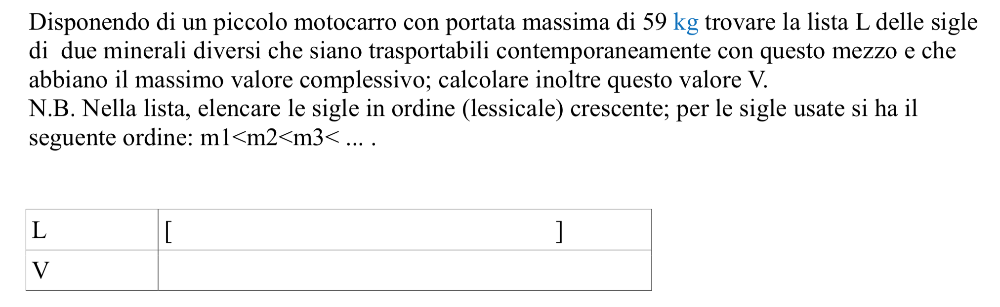 Disponendo di un piccolo motocarro con portata massima di 59 kg trovare la lista L delle sigle
di due minerali diversi che siano trasportabili contemporaneamente con questo mezzo e che
abbiano il massimo valore complessivo; calcolare inoltre questo valore V.
N.B. Nella lista, elencare le sigle in ordine (lessicale) crescente; per le sigle usate si ha il
seguente ordine: m1<m2<m3< ... .
L [ ]
V